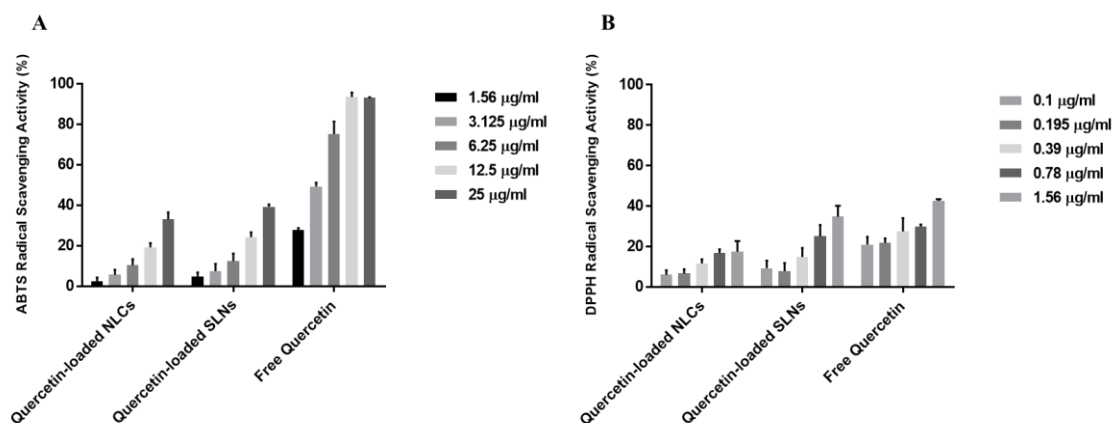 A
ABTS Radical Scavenging Activity (%)
100
80
60
40
20
0
Quercetin-loaded NLCs
Quercetin-loaded SLNs
Free Quercetin
1.56 μg/ml
3.125 μg/ml
6.25 μg/ml
12.5 μg/ml
25 μg/ml
B
DPPH Radical Scavenging Activity (%)
100
80
60
40
20
0
Quercetin-loaded NLCs
Quercetin-loaded SLNs
Free Quercetin
0.1 μg/ml
0.195 μg/ml
0.39 μg/ml
0.78 μg/ml
1.56 μg/ml